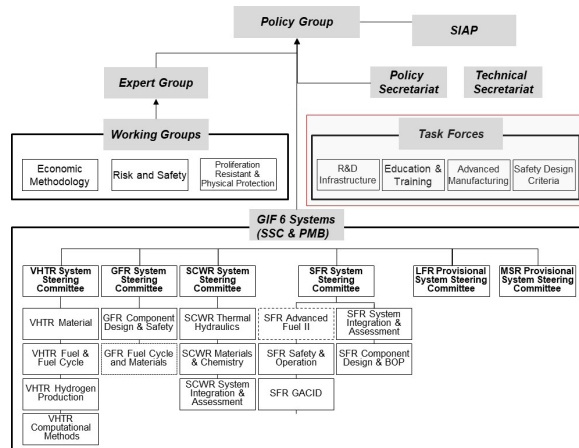 Policy Group
SIAP
Expert Group
Policy
Secretariat
Technical
Secretariat
Working Groups
Economic
Methodology
Risk and Safety
Proliferation
Resistant &
Physical Protection
Task Forces
R&D
Infrastructure
Education &
Training
Advanced
Manufacturing
Safety Design
Criteria
GIF 6 Systems
(SSC & PMB)
VHTR System
Steering
Committee
GFR System
Steering
Committee
SCWR System
Steering
Committee
SFR System
Steering
Committee
LFR Provisional
System Steering
Committee
MSR Provisional
System Steering
Committee
VHTR Material
VHTR Fuel &
Fuel Cycle
VHTR Hydrogen
Production
VHTR
Computational
Methods
GFR Component
Design & Safety
GFR Fuel Cycle
and Materials
SCWR Thermal
Hydraulics
SCWR Materials
& Chemistry
SCWR System
Integration &
Assessment
SFR Advanced
Fuel II
SFR Safety &
Operation
SFR GACID
SFR System
Integration &
Assessment
SFR Component
Design & BOP